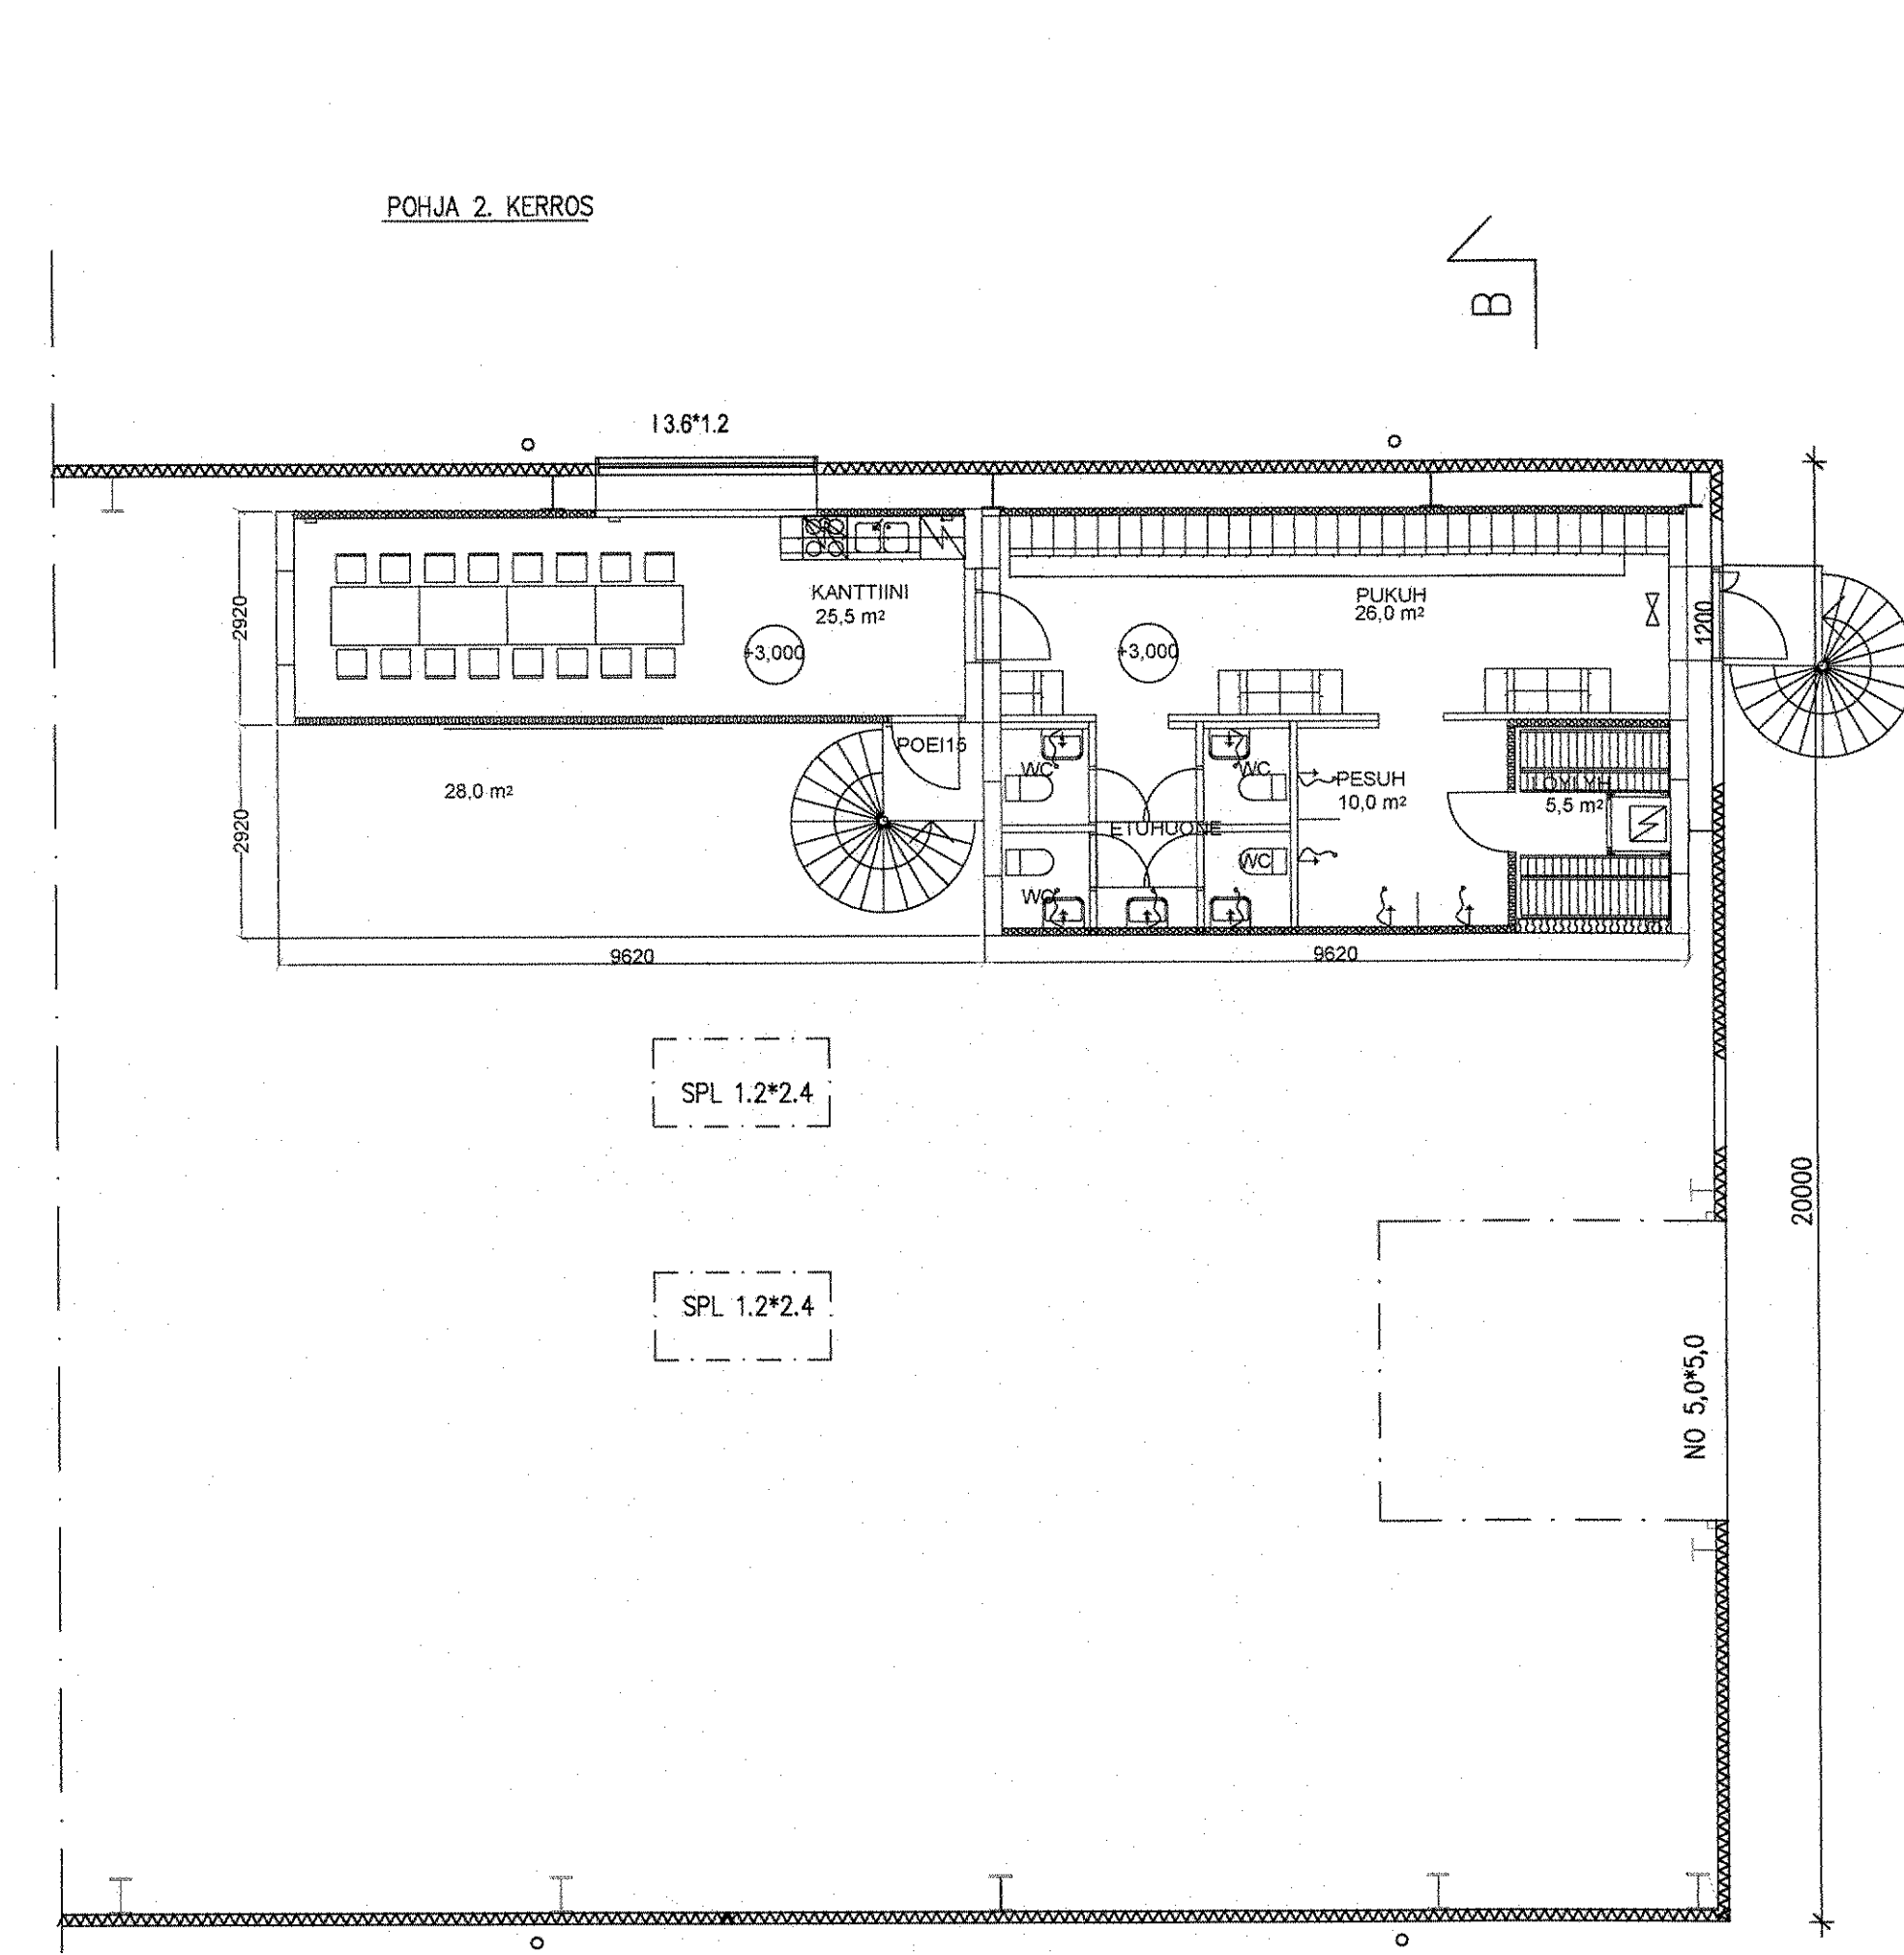 POHJA 2. KERROS
B
I 3.6*1.2
KANTTIINI
25,5 m²
PUKUH
26,0 m²
2920
1200
+3,000
+3,000
POEI15
28,0 m²
WC
WC
PESUH
10,0 m²
LÖYLYH
5,5 m²
2920
ETUHUONE
WC
WC
9620
9620
SPL 1.2*2.4
20000
SPL 1.2*2.4
NO 5,0*5,0